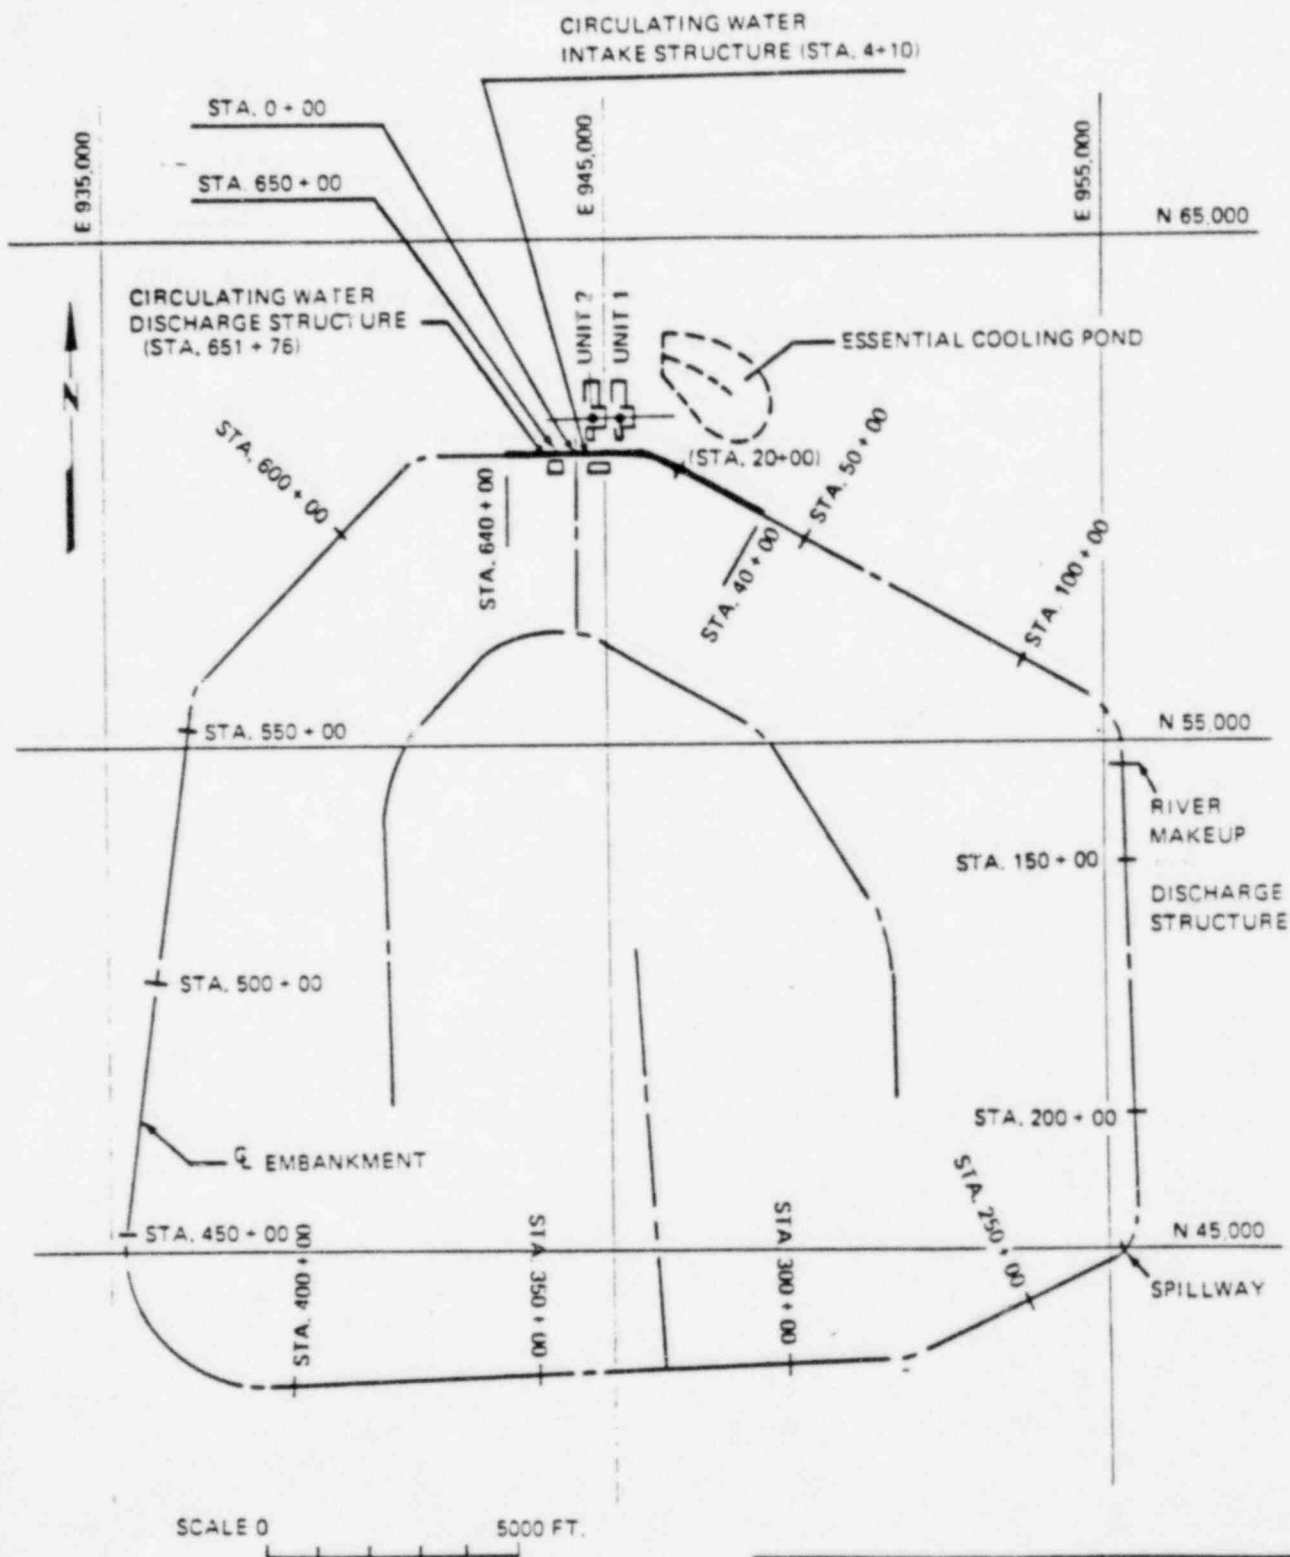 CIRCULATING WATER
INTAKE STRUCTURE (STA. 4+10)
STA. 0 + 00
STA. 650 + 00
E 935,000
E 945,000
E 955,000
N 65,000
CIRCULATING WATER
DISCHARGE STRUCTURE
(STA. 651 + 76)
UNIT 2
UNIT 1
ESSENTIAL COOLING POND
N
STA. 600 + 00
STA. 640 + 00
(STA. 20+00)
STA. 50 + 00
STA. 40 + 00
STA. 100 + 00
STA. 550 + 00
N 55,000
RIVER
MAKEUP
DISCHARGE
STRUCTURE
STA. 150 + 00
STA. 500 + 00
STA. 200 + 00
℄ EMBANKMENT
STA. 250 + 00
STA. 450 + 00
STA. 400 + 00
STA. 350 + 00
STA. 300 + 00
N 45,000
SPILLWAY
SCALE 0 5000 FT.